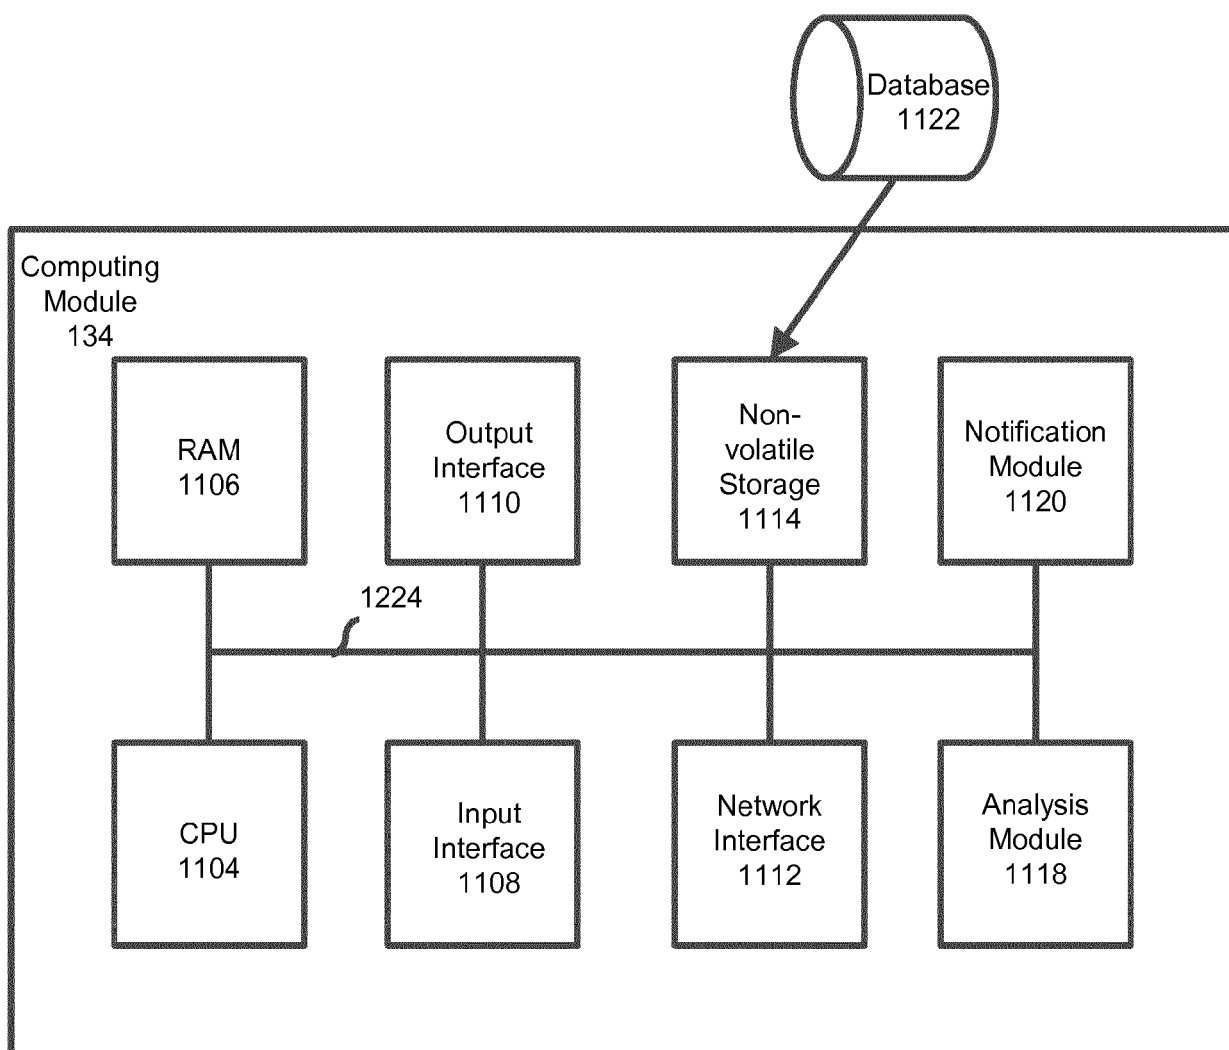 Database
1122
Computing
Module
134
RAM
1106
Output
Interface
1110
Non-
volatile
Storage
1114
Notification
Module
1120
1224
CPU
1104
Input
Interface
1108
Network
Interface
1112
Analysis
Module
1118